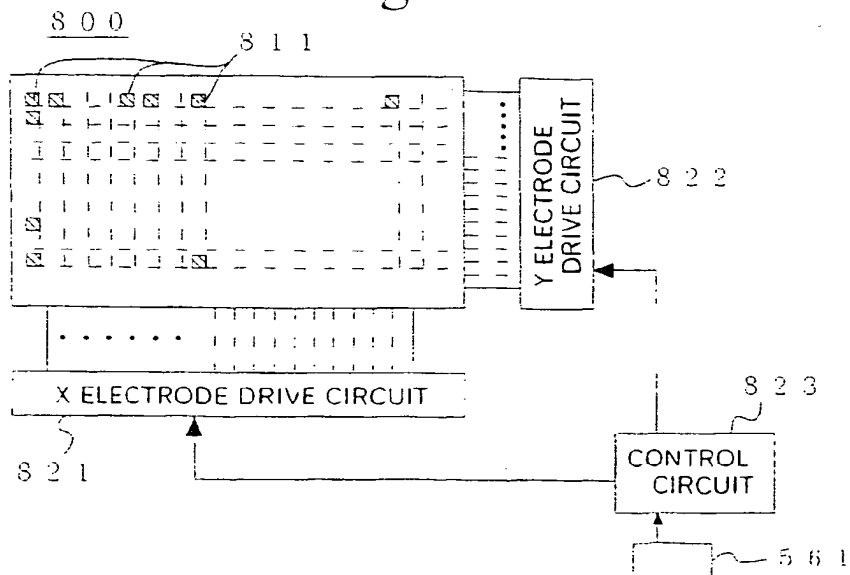 g
800
811
Y ELECTRODE
DRIVE CIRCUIT
822
X ELECTRODE DRIVE CIRCUIT
821
823
CONTROL
CIRCUIT
561